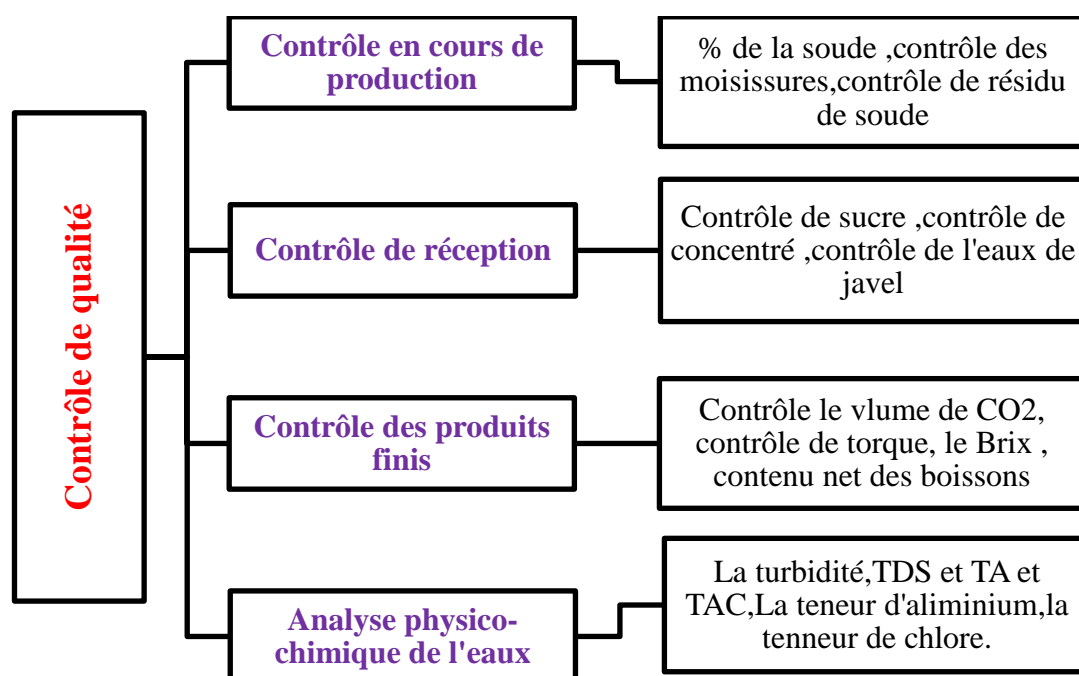 Contrôle de qualité
Contrôle en cours de
production
% de la soude ,contrôle des
moisissures,contrôle de résidu
de soude
Contrôle de réception
Contrôle de sucre ,contrôle de
concentré ,contrôle de l'eaux de
javel
Contrôle des produits
finis
Contrôle le vlume de CO2,
contrôle de torque, le Brix ,
contenu net des boissons
Analyse physico-
chimique de l'eaux
La turbidité,TDS et TA et
TAC,La teneur d'aliminium,la
tenneur de chlore.